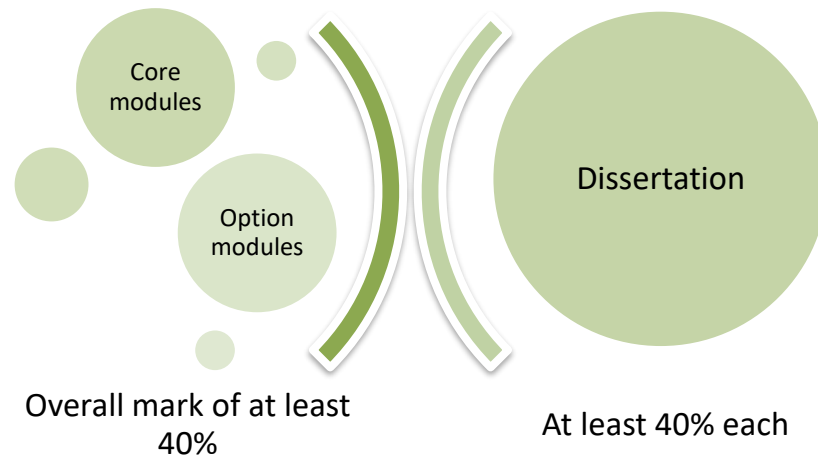 Core
modules
Option
modules
Dissertation
Overall mark of at least
40%
At least 40% each